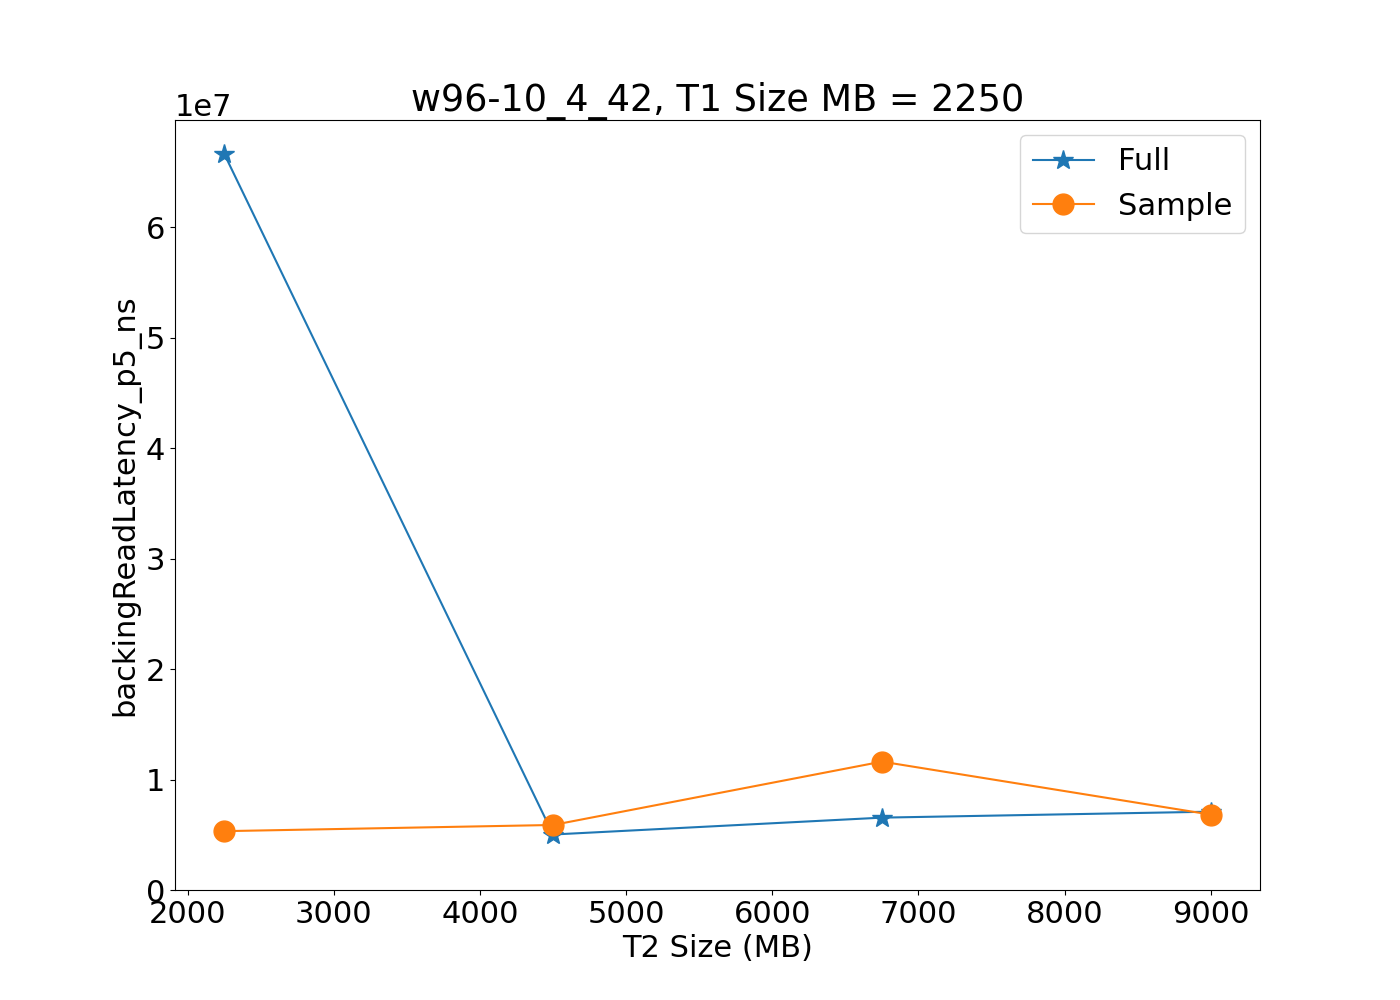 w96-10_4_42, T1 Size MB = 2250
1e7
Full
Sample
6
5
4
3
2
1
0
backingReadLatency_p5_ns
2000 3000 4000 5000 6000 7000 8000 9000
T2 Size (MB)